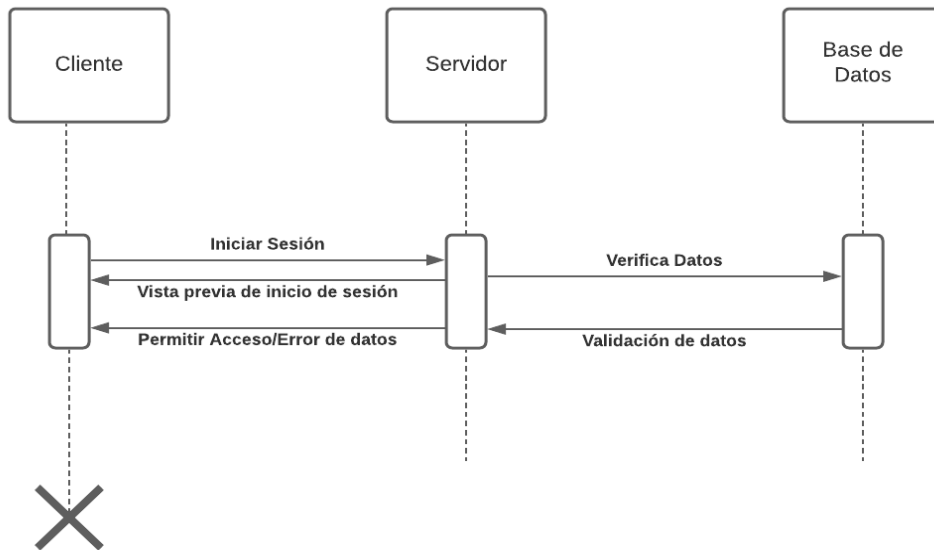 Cliente
Servidor
Base de
Datos
Iniciar Sesión
Verifica Datos
Vista previa de inicio de sesión
Permitir Acceso/Error de datos
Validación de datos